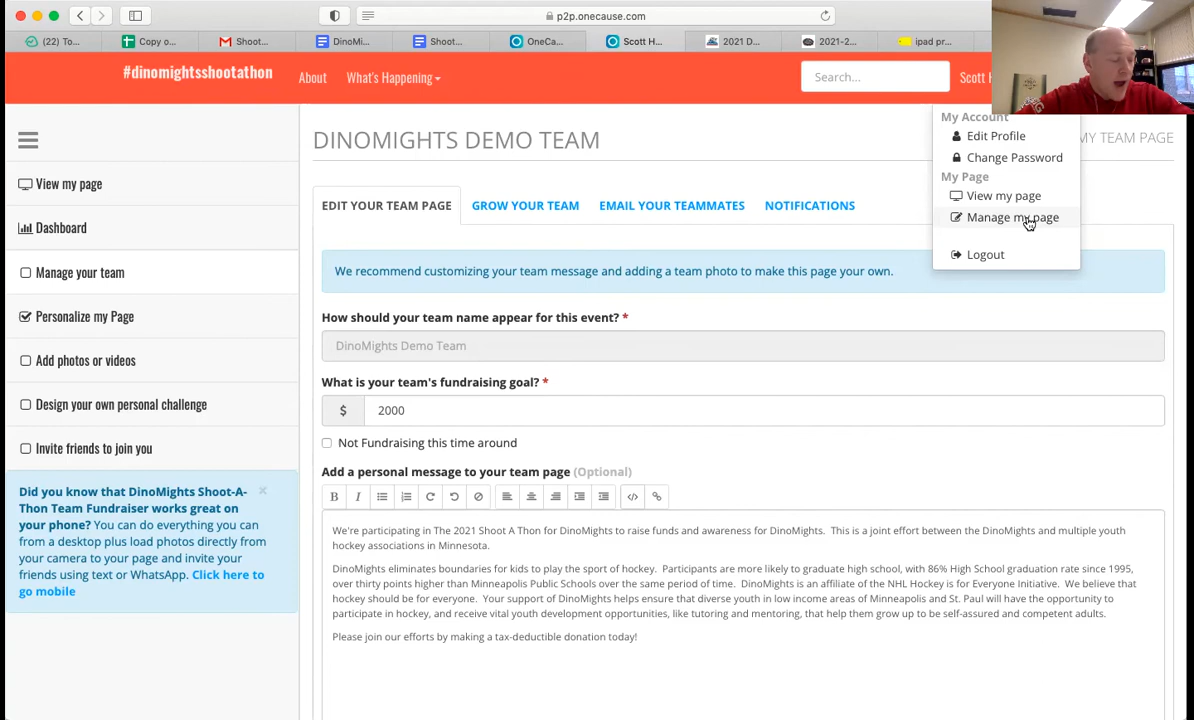 p2p.onecause.com
(22) To...
Copy o...
Shoot...
DinoMi...
Shoot...
OneCa...
Scott H...
2021 D...
2021-2...
ipad pr...
#dinomightsshootathon
About
What's Happening
Search...
Scott H
My Account
Edit Profile
Change Password
My Page
View my page
Manage my page
Logout
DINOMIGHTS DEMO TEAM
MY TEAM PAGE
View my page
Dashboard
Manage your team
Personalize my Page
Add photos or videos
Design your own personal challenge
Invite friends to join you
Did you know that DinoMights Shoot-A-
Thon Team Fundraiser works great on
your phone? You can do everything you can
from a desktop plus load photos directly from
your camera to your page and invite your
friends using text or WhatsApp. Click here to
go mobile
EDIT YOUR TEAM PAGE
GROW YOUR TEAM
EMAIL YOUR TEAMMATES
NOTIFICATIONS
We recommend customizing your team message and adding a team photo to make this page your own.
How should your team name appear for this event? *
DinoMights Demo Team
What is your team's fundraising goal? *
$ 2000
Not Fundraising this time around
Add a personal message to your team page (Optional)
B I
We're participating in The 2021 Shoot A Thon for DinoMights to raise funds and awareness for DinoMights. This is a joint effort between the DinoMights and multiple youth
hockey associations in Minnesota.
DinoMights eliminates boundaries for kids to play the sport of hockey. Participants are more likely to graduate high school, with 86% High School graduation rate since 1995,
over thirty points higher than Minneapolis Public Schools over the same period of time. DinoMights is an affiliate of the NHL Hockey is for Everyone Initiative. We believe that
hockey should be for everyone. Your support of DinoMights helps ensure that diverse youth in low income areas of Minneapolis and St. Paul will have the opportunity to
participate in hockey, and receive vital youth development opportunities, like tutoring and mentoring, that help them grow up to be self-assured and competent adults.
Please join our efforts by making a tax-deductible donation today!